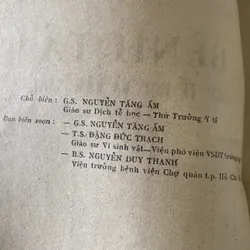 Chủ biên: G.S. NGUYỄN TĂNG ẤM
Giáo sư Dịch tễ học — Thứ Trưởng Y tế
Ban biên soạn: — G.S. NGUYỄN TĂNG ẤM
— T.S. ĐẶNG ĐỨC TRẠCH
Giáo sư Vi sinh vật—Viện phó viện VSDT trung
— B.S. NGUYỄN DUY THANH
Viện trưởng bệnh viện Chợ quán t.p. Hồ Chí